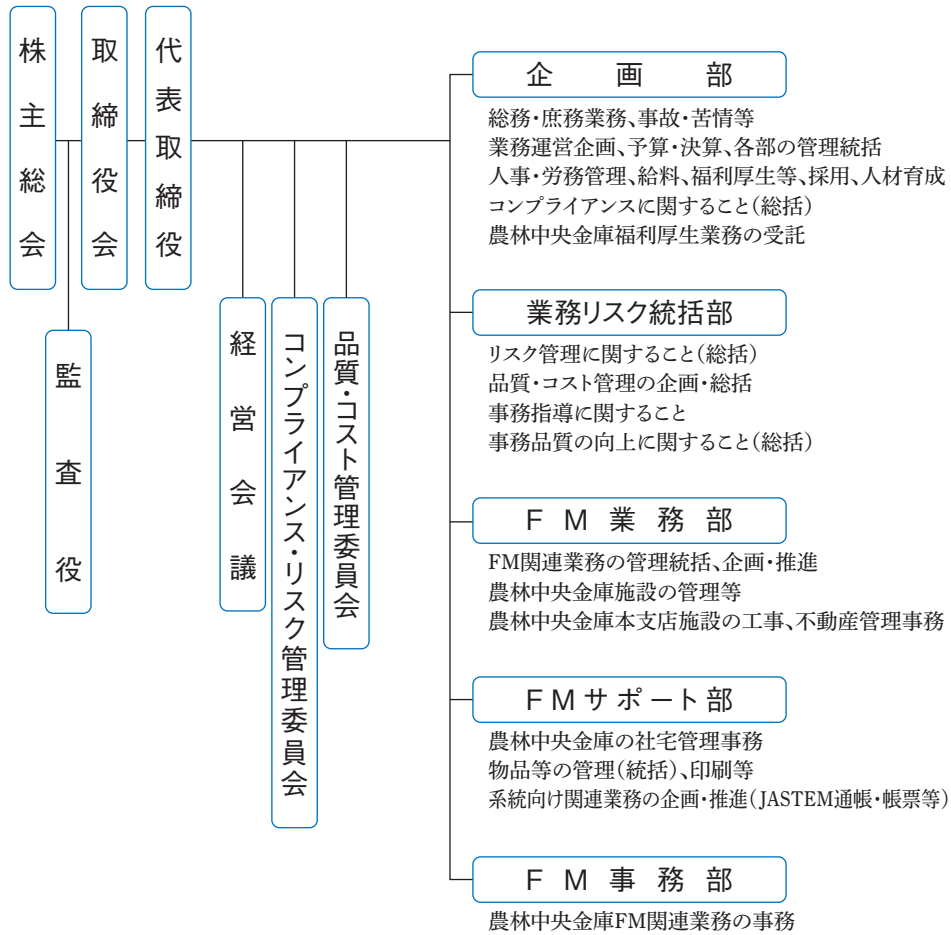 株主総会
取締役会
代表取締役
監査役
経営会議
コンプライアンス・リスク管理委員会
品質・コスト管理委員会
企画部
総務・庶務業務、事故・苦情等
業務運営企画、予算・決算、各部の管理統括
人事・労務管理、給料、福利厚生等、採用、人材育成
コンプライアンスに関すること(総括)
農林中央金庫福利厚生業務の受託
業務リスク統括部
リスク管理に関すること(総括)
品質・コスト管理の企画・総括
事務指導に関すること
事務品質の向上に関すること(総括)
FM業務部
FM関連業務の管理統括、企画・推進
農林中央金庫施設の管理等
農林中央金庫本支店施設の工事、不動産管理事務
FMサポート部
農林中央金庫の社宅管理事務
物品等の管理(統括)、印刷等
系統向け関連業務の企画・推進(JASTEM通帳・帳票等)
FM事務部
農林中央金庫FM関連業務の事務